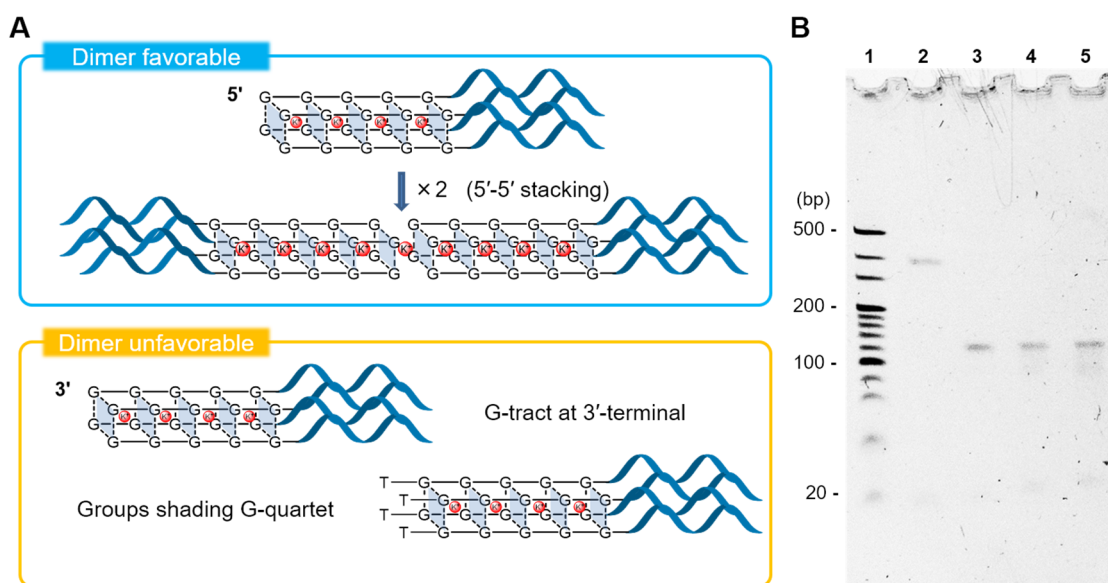 A
Dimer favorable
5'
G G G G G
G G G G G
K+ K+ K+ K+
G G G G G
G G G G G
×2 (5′-5′ stacking)
G G G G G G G G G G
G G G G G G G G G G
K+ K+ K+ K+ K+ K+ K+ K+ K+
G G G G G G G G G G
G G G G G G G G G G
Dimer unfavorable
3'
G G G G G
G G G G G
K+ K+ K+ K+
G G G G G
G G G G G
G-tract at 3′-terminal
Groups shading G-quartet
T G G G G G
T G G G G G
K+ K+ K+ K+
T G G G G G
T G G G G G
B
1 2 3 4 5
(bp)
500 -
200 -
100 -
20 -